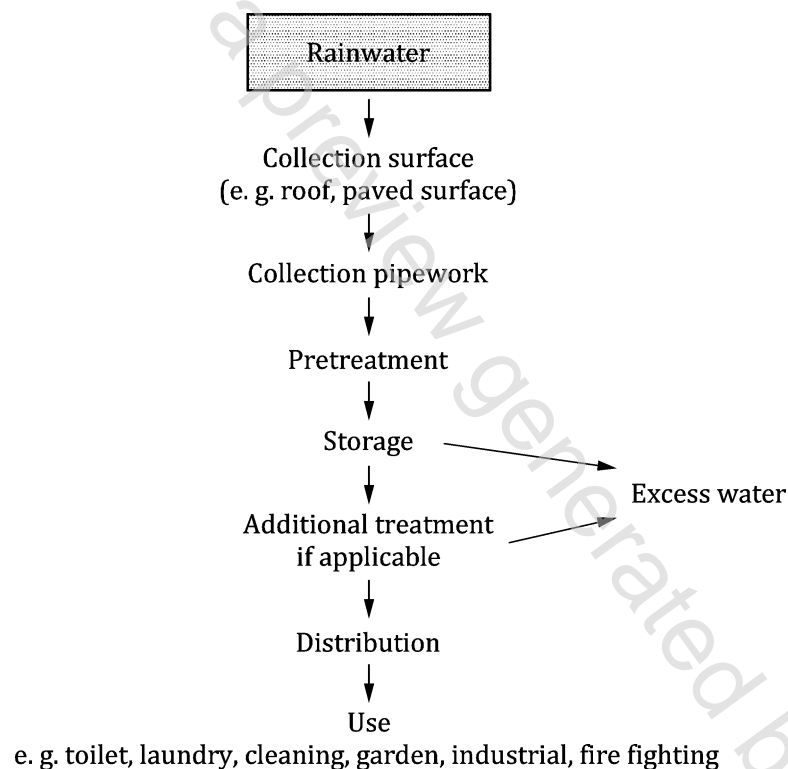 Rainwater
Collection surface
(e. g. roof, paved surface)
Collection pipework
Pretreatment
Storage
Excess water
Additional treatment
if applicable
Distribution
Use
e. g. toilet, laundry, cleaning, garden, industrial, fire fighting
a preview generated b